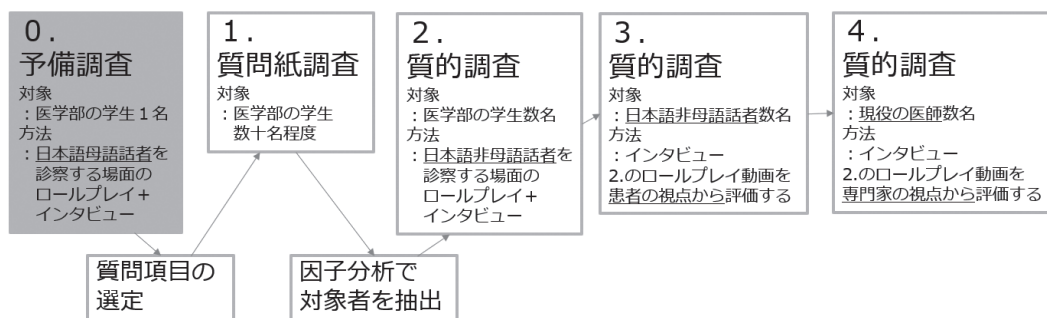 0.
予備調査
対象
:医学部の学生1名
方法
:日本語母語話者を
診察する場面の
ロールプレイ+
インタビュー
質問項目の
選定
1.
質問紙調査
対象
:医学部の学生
数十名程度
因子分析で
対象者を抽出
2.
質的調査
対象
:医学部の学生数名
方法
:日本語非母語話者を
診察する場面の
ロールプレイ+
インタビュー
3.
質的調査
対象
:日本語非母語話者数名
方法
:インタビュー
2.のロールプレイ動画を
患者の視点から評価する
4.
質的調査
対象
:現役の医師数名
方法
:インタビュー
2.のロールプレイ動画を
専門家の視点から評価する